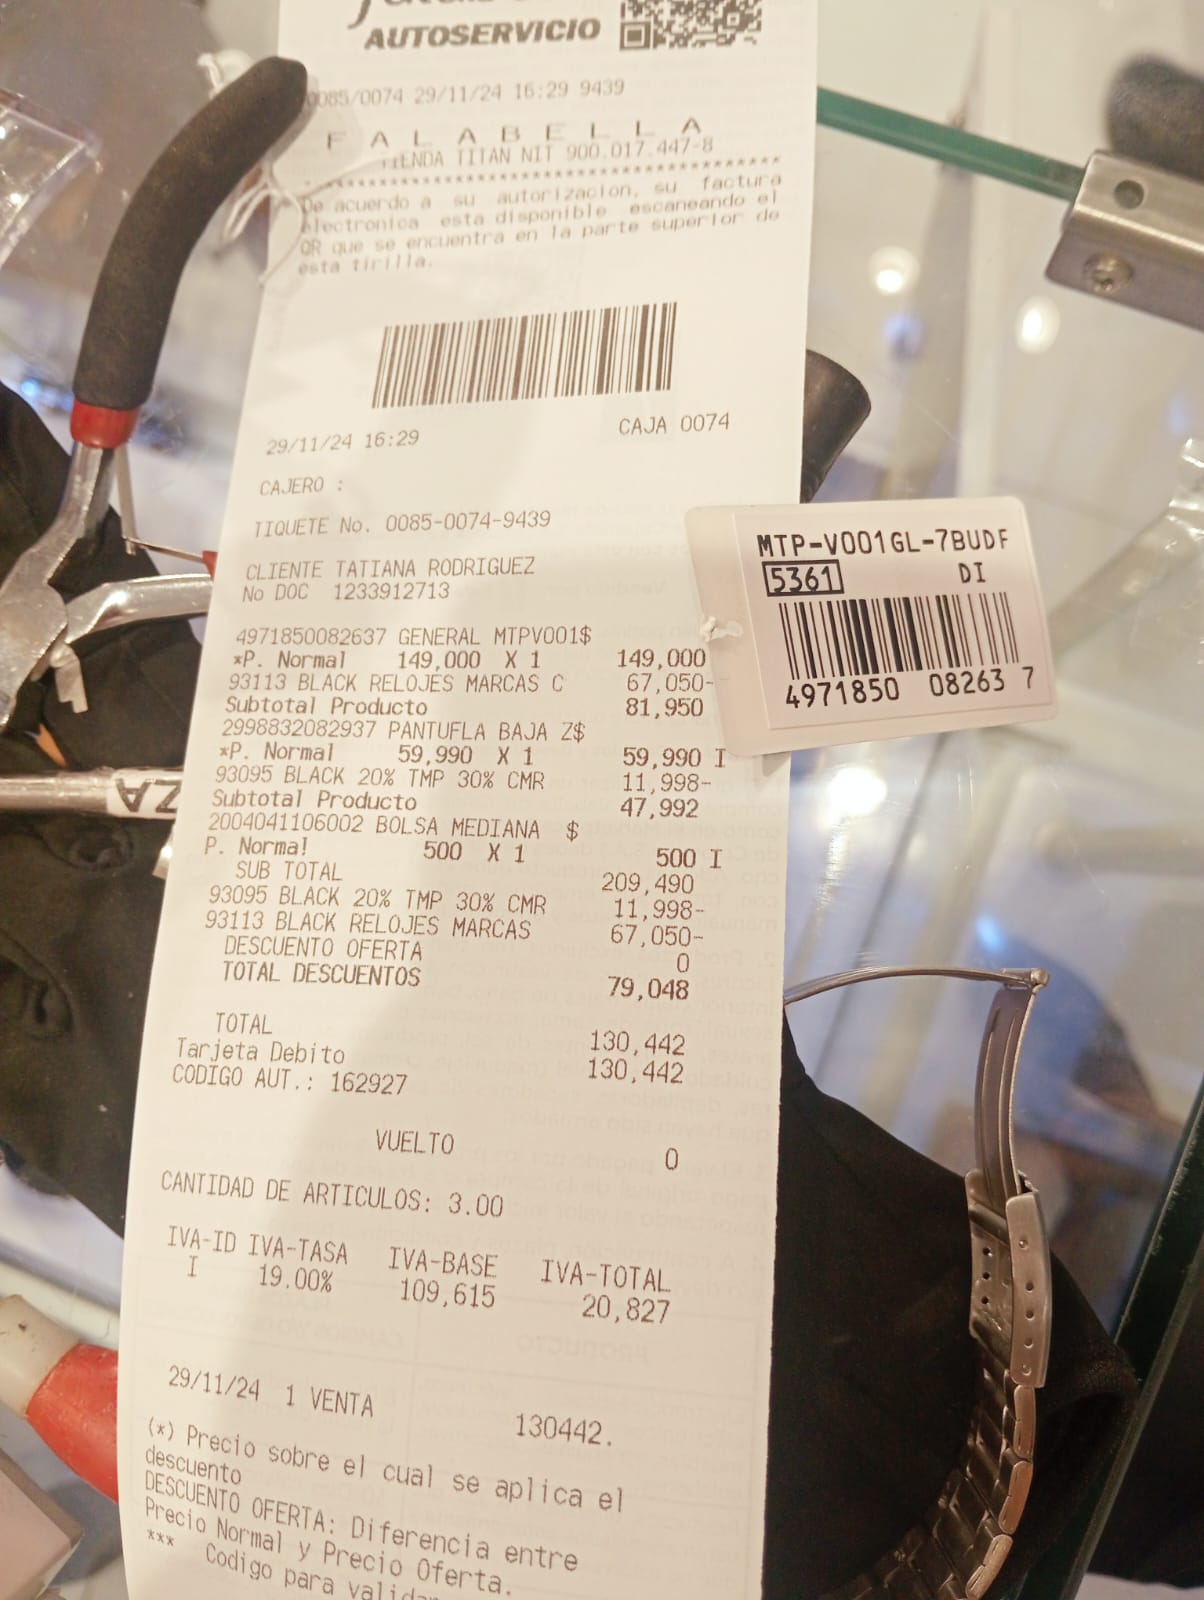 AUTOSERVICIO
0085/0074 29/11/24 16:29 9439
F A L A B E L L A
TIENDA TITAN NIT 900.017.447-8
****************************************
De acuerdo a su autorizacion, su factura
electronica esta disponible escaneando el
QR que se encuentra en la parte superior de
esta tirilla.
29/11/24 16:29 CAJA 0074
CAJERO :
TIQUETE No. 0085-0074-9439
CLIENTE TATIANA RODRIGUEZ
No DOC 1233912713
4971850082637 GENERAL MTPV001$
*P. Normal 149,000 X 1 149,000
93113 BLACK RELOJES MARCAS C 67,050-
Subtotal Producto 81,950
2998832082937 PANTUFLA BAJA Z$
*P. Normal 59,990 X 1 59,990 I
93095 BLACK 20% TMP 30% CMR 11,998-
Subtotal Producto 47,992
2004041106002 BOLSA MEDIANA $
P. Normal 500 X 1 500 I
SUB TOTAL 209,490
93095 BLACK 20% TMP 30% CMR 11,998-
93113 BLACK RELOJES MARCAS 67,050-
DESCUENTO OFERTA 0
TOTAL DESCUENTOS 79,048
TOTAL 130,442
Tarjeta Debito 130,442
CODIGO AUT.: 162927
VUELTO 0
CANTIDAD DE ARTICULOS: 3.00
IVA-ID IVA-TASA IVA-BASE IVA-TOTAL
I 19.00% 109,615 20,827
29/11/24 1 VENTA 130442.
(*) Precio sobre el cual se aplica el
descuento
DESCUENTO OFERTA: Diferencia entre
Precio Normal y Precio Oferta.
*** Codigo para
MTP-V001GL-7BUDF
5361 DI
4971850 08263 7
ZA